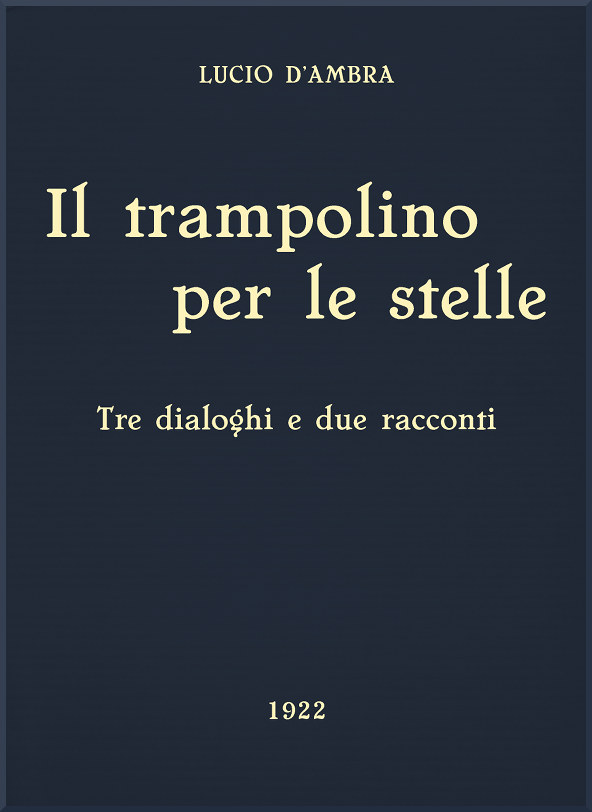 LUCIO D'AMBRA
Il trampolino
per le stelle
Tre dialoghi e due racconti
1922